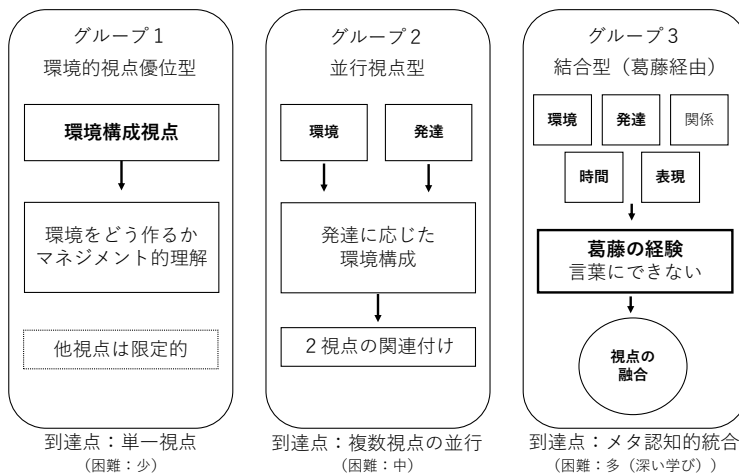 グループ1
環境的視点優位型
環境構成視点
環境をどう作るか
マネジメント的理解
他視点は限定的
到達点：単一視点
（困難：少）
グループ2
並行視点型
環境
発達
発達に応じた
環境構成
２視点の関連付け
到達点：複数視点の並行
（困難：中）
グループ3
結合型（葛藤経由）
環境
発達
関係
時間
表現
葛藤の経験
言葉にできない
視点の
融合
到達点：メタ認知的統合
（困難：多（深い学び））